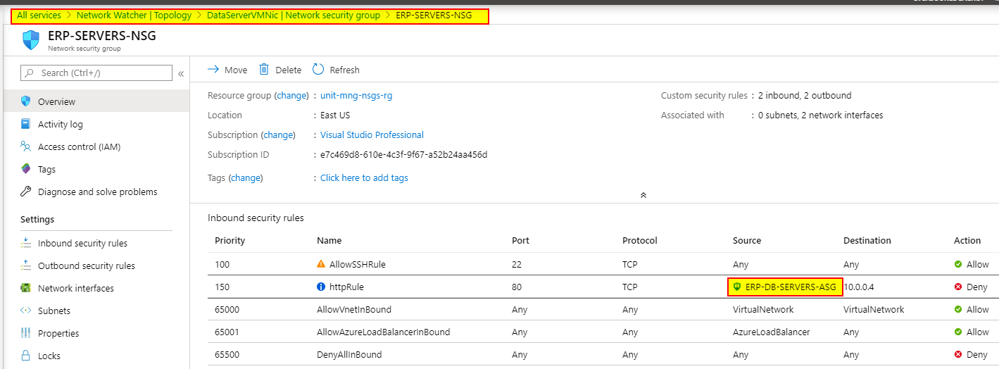 All services > Network Watcher | Topology > DataServerVMNic | Network security group > ERP-SERVERS-NSG
ERP-SERVERS-NSG
Network security group
Search (Ctrl+/) «
Move Delete Refresh
Overview
Activity log
Access control (IAM)
Tags
Diagnose and solve problems
Settings
Inbound security rules
Outbound security rules
Network interfaces
Subnets
Properties
Locks
Resource group (change) : unit-mng-nsgs-rg
Location : East US
Subscription (change) : Visual Studio Professional
Subscription ID : e7c469d8-610e-4c3f-9f67-a52b24aa456d
Tags (change) : Click here to add tags
Custom security rules : 2 inbound, 2 outbound
Associated with : 0 subnets, 2 network interfaces
Inbound security rules
Priority Name Port Protocol Source Destination Action
100 AllowSSHRule 22 TCP Any Any Allow
150 httpRule 80 TCP ERP-DB-SERVERS-ASG 10.0.0.4 Deny
65000 AllowVnetInBound Any Any VirtualNetwork VirtualNetwork Allow
65001 AllowAzureLoadBalancerInBound Any Any AzureLoadBalancer Any Allow
65500 DenyAllInBound Any Any Any Any Deny